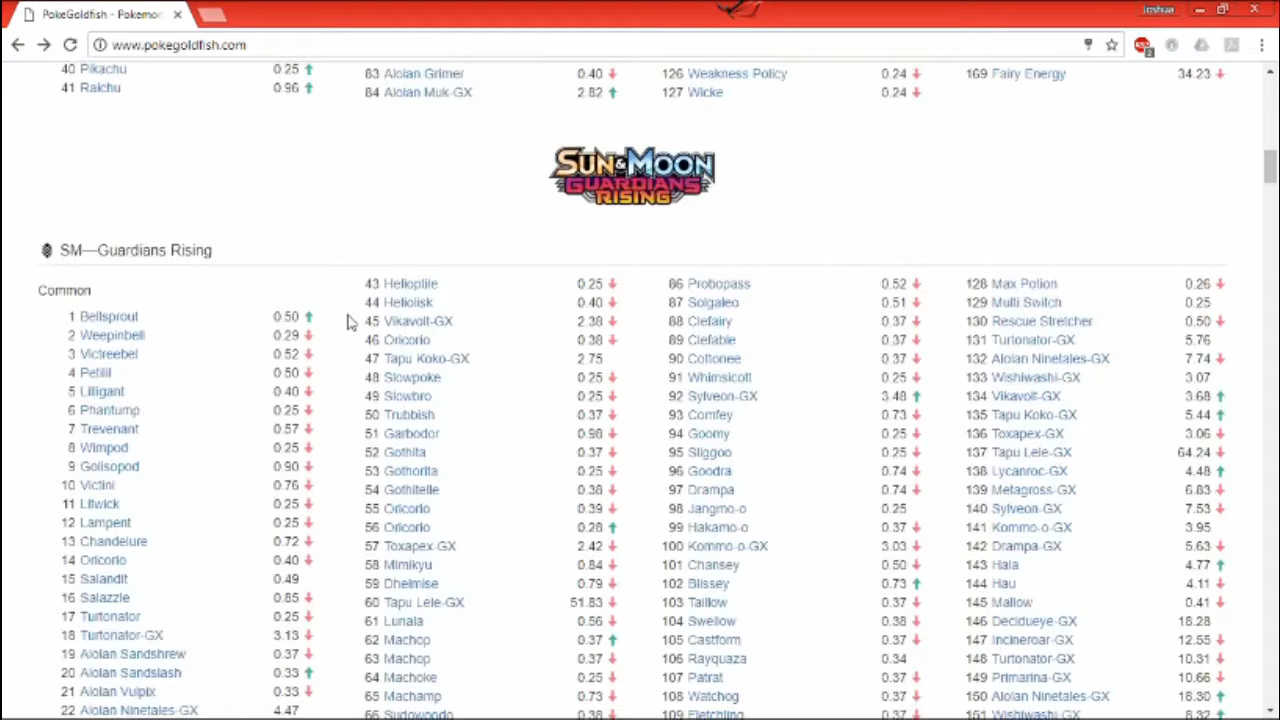 PokeGoldfish - Pokemon
Joshua
www.pokegoldfish.com
40 Pikachu 0.25
41 Raichu 0.96
83 Alolan Grimer 0.40
84 Alolan Muk-GX 2.82
126 Weakness Policy 0.24
127 Wicke 0.24
169 Fairy Energy 34.23
SUN & MOON
GUARDIANS
RISING
SM—Guardians Rising
Common
1 Bellsprout 0.50
2 Weepinbell 0.29
3 Victreebel 0.52
4 Petilil 0.50
5 Lilligant 0.40
6 Phantump 0.25
7 Trevenant 0.57
8 Wimpod 0.25
9 Golisopod 0.90
10 Victini 0.76
11 Litwick 0.25
12 Lampent 0.25
13 Chandelure 0.72
14 Oricorio 0.40
15 Salandit 0.49
16 Salazzle 0.85
17 Turtonator 0.25
18 Turtonator-GX 3.13
19 Alolan Sandshrew 0.37
20 Alolan Sandslash 0.33
21 Alolan Vulpix 0.33
22 Alolan Ninetales-GX 4.47
43 Helioptile 0.25
44 Heliolisk 0.40
45 Vikavolt-GX 2.38
46 Oricorio 0.38
47 Tapu Koko-GX 2.75
48 Slowpoke 0.25
49 Slowbro 0.25
50 Trubbish 0.37
51 Garbodor 0.98
52 Gothita 0.37
53 Gothorita 0.25
54 Gothitelle 0.38
55 Oricorio 0.39
56 Oricorio 0.28
57 Toxapex-GX 2.42
58 Mimikyu 0.84
59 Dhelmise 0.79
60 Tapu Lele-GX 51.83
61 Lunala 0.56
62 Machop 0.37
63 Machop 0.37
64 Machoke 0.25
65 Machamp 0.73
66 Sudowoodo 0.38
86 Probopass 0.52
87 Solgaleo 0.51
88 Clefairy 0.37
89 Clefable 0.37
90 Cottonee 0.37
91 Whimsicott 0.25
92 Sylveon-GX 3.48
93 Comfey 0.73
94 Goomy 0.25
95 Sliggoo 0.25
96 Goodra 0.74
97 Drampa 0.74
98 Jangmo-o 0.25
99 Hakamo-o 0.37
100 Kommo-o-GX 3.03
101 Chansey 0.50
102 Blissey 0.73
103 Taillow 0.37
104 Swellow 0.38
105 Castform 0.37
106 Rayquaza 0.34
107 Patrat 0.37
108 Watchog 0.37
109 Fletchling 0.37
128 Max Potion 0.26
129 Multi Switch 0.25
130 Rescue Stretcher 0.50
131 Turtonator-GX 5.76
132 Alolan Ninetales-GX 7.74
133 Wishiwashi-GX 3.07
134 Vikavolt-GX 3.68
135 Tapu Koko-GX 5.44
136 Toxapex-GX 3.06
137 Tapu Lele-GX 64.24
138 Lycanroc-GX 4.48
139 Metagross-GX 6.83
140 Sylveon-GX 7.53
141 Kommo-o-GX 3.95
142 Drampa-GX 5.63
143 Hala 4.77
144 Hau 4.11
145 Mallow 0.41
146 Decidueye-GX 16.28
147 Incineroar-GX 12.55
148 Turtonator-GX 10.31
149 Primarina-GX 10.66
150 Alolan Ninetales-GX 18.30
151 Wishiwashi-GX 8.32